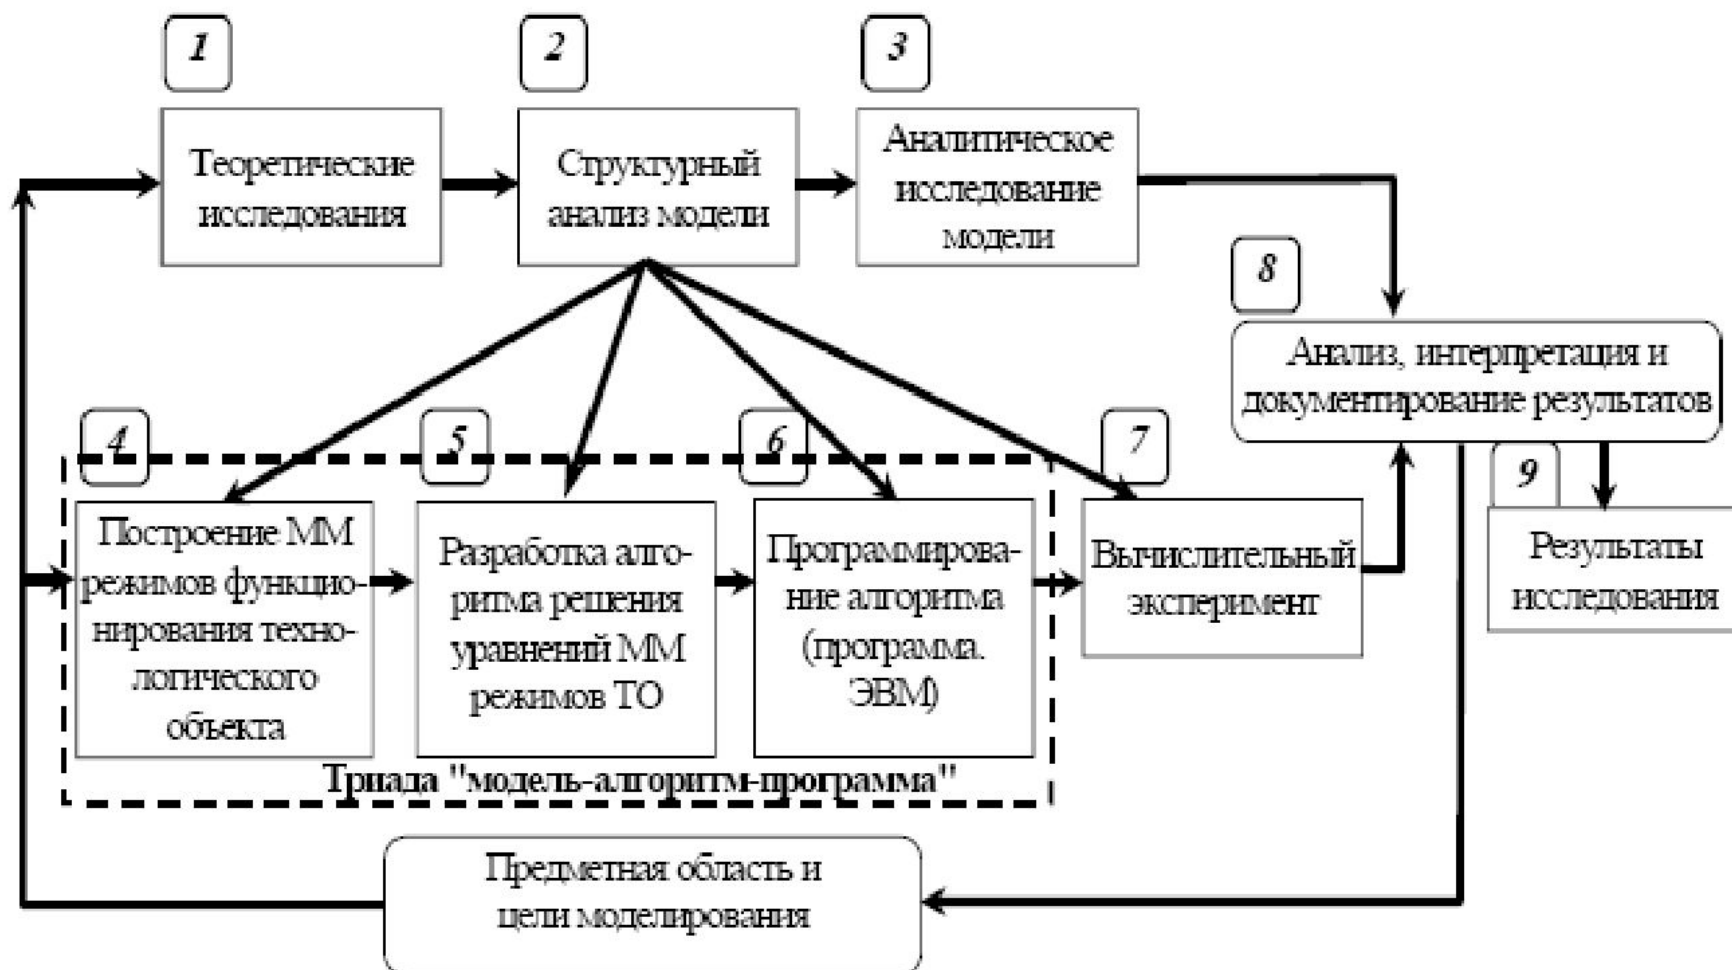 1
Теоретические
исследования
2
Структурный
анализ модели
3
Аналитическое
исследование
модели
8
Анализ, интерпретация и
документирование результатов
4
Построение ММ
режимов функцио-
нирования техно-
логического
объекта
5
Разработка алго-
ритма решения
уравнений ММ
режимов ТО
6
Программирова-
ние алгоритма
(программа.
ЭВМ)
7
Вычислительный
эксперимент
9
Результаты
исследования
Триада "модель-алгоритм-программа"
Предметная область и
цели моделирования